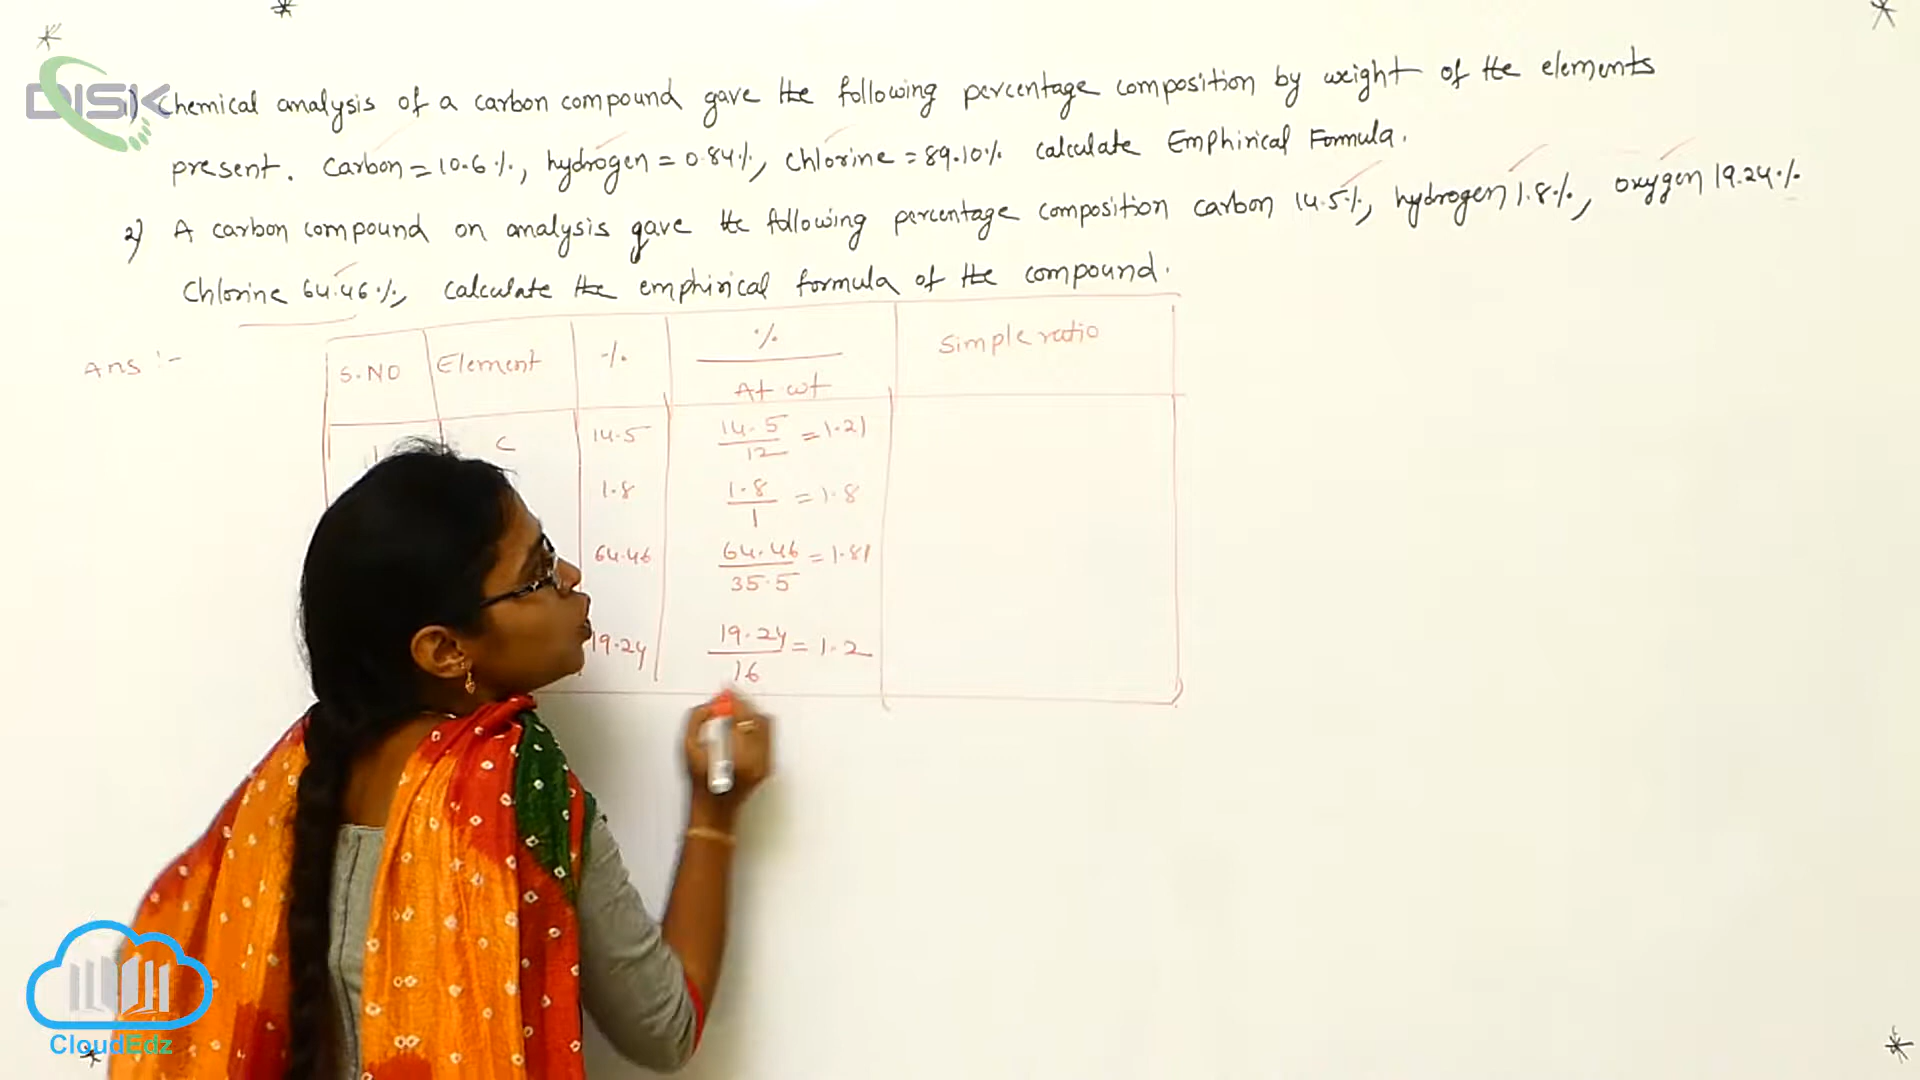 DISK
1) Chemical analysis of a carbon compound gave the following percentage composition by weight of the elements
present. Carbon = 10.6%, hydrogen = 0.84%, chlorine = 89.10% calculate Emphirical Formula.
2) A carbon compound on analysis gave the following percentage composition carbon 14.5%, hydrogen 1.8%, oxygen 19.24%
Chlorine 64.46%, calculate the emphirical formula of the compound.
Ans :-
S.NO Element % %/At wt Simple ratio
C 14.5 14.5/12 = 1.21
1.8 1.8/1 = 1.8
64.46 64.46/35.5 = 1.81
19.24 19.24/16 = 1.2
CloudEdz